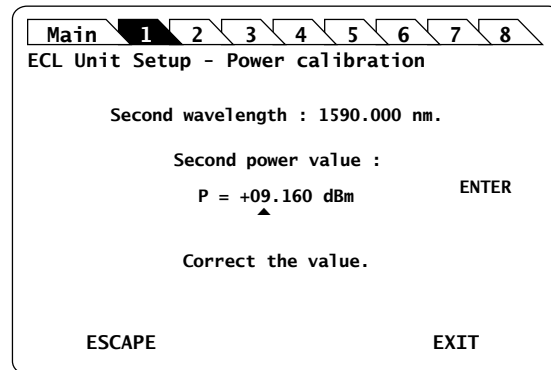 Main 1 2 3 4 5 6 7 8
ECL Unit Setup - Power calibration
Second wavelength : 1590.000 nm.
Second power value :
P = +09.160 dBm
ENTER
Correct the value.
ESCAPE EXIT